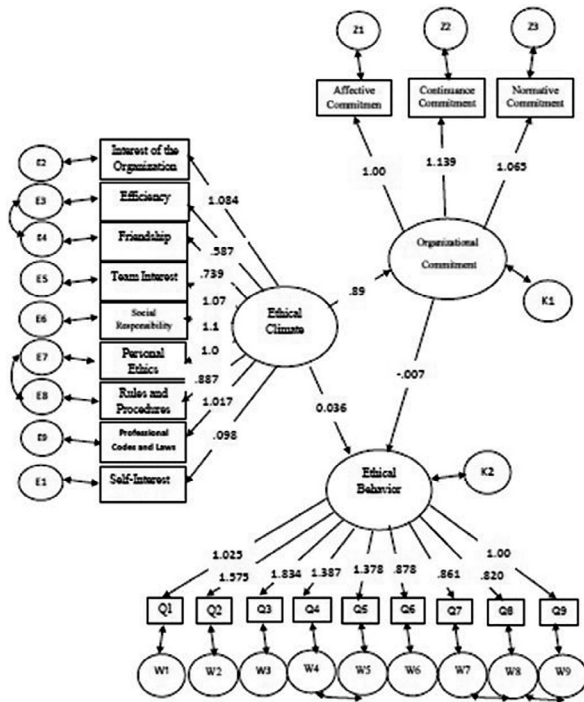 Z1
Z2
Z3
Affective
Commitmen
Continuance
Commitment
Normative
Commitment
1.00
1.139
1.065
Organizational
Commitment
K1
E2
Interest of the
Organization
E3
Efficiency
E4
Friendship
E5
Team Interest
E6
Social
Responsibility
E7
Personal
Ethics
E8
Rules and
Procedures
E9
Professional
Codes and Laws
E1
Self-Interest
1.084
.587
.739
1.07
1.1
1.0
.887
1.017
.098
Ethical
Climate
.89
-.007
0.036
Ethical
Behavior
K2
1.025
1.575
1.834
1.387
1.378
.878
.861
.820
1.00
Q1
Q2
Q3
Q4
Q5
Q6
Q7
Q8
Q9
W1
W2
W3
W4
W5
W6
W7
W8
W9